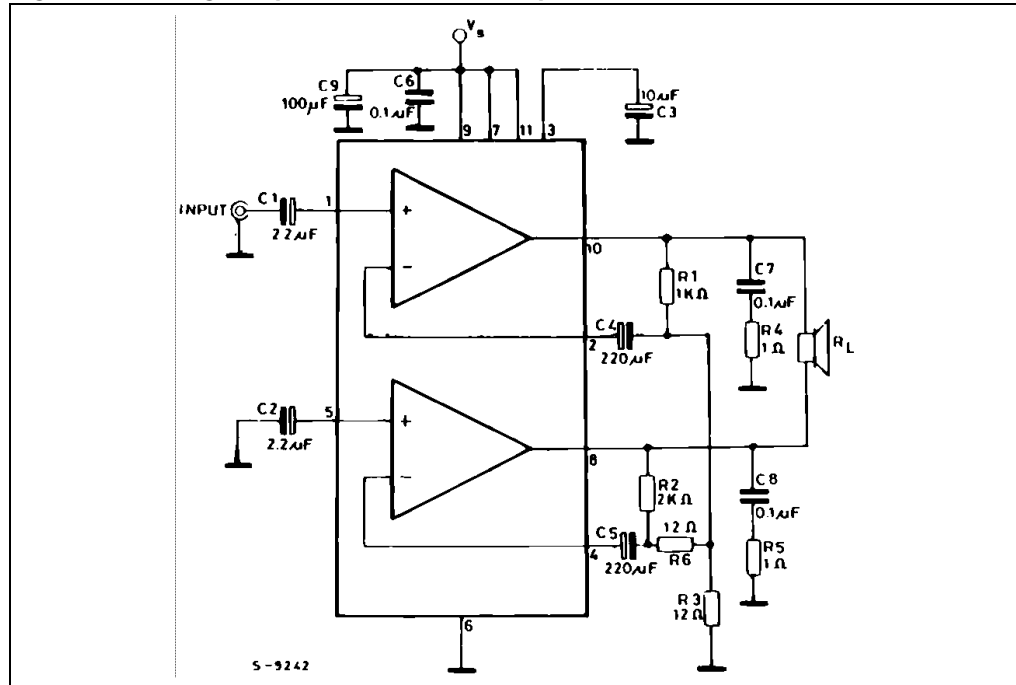 Vs
C9
100µF
C6
0.1µF
10µF
C3
9
7
11
3
INPUT
C1
2.2µF
1
+
−
10
2
R1
1KΩ
C4
220µF
C7
0.1µF
R4
1Ω
RL
C2
2.2µF
5
+
−
8
4
R2
2KΩ
C5
220µF
12Ω
R6
C8
0.1µF
R5
1Ω
R3
12Ω
6
S-9242